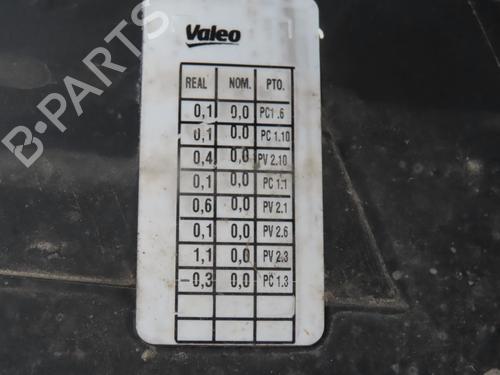 Valeo
REAL NOM. PTO.
0,1 0,0 PC1.6
0,1 0,0 PC 1.10
0,4 0,0 PV 2.10
0,1 0,0 PC 1.1
0,6 0,0 PV 2.1
0,1 0,0 PV 2.6
1,1 0,0 PV 2.3
-0,3 0,0 PC 1.3